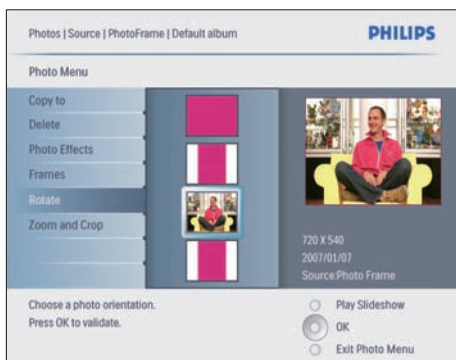 Photos | Source | PhotoFrame | Default album
PHILIPS
Photo Menu
Copy to
Delete
Photo Effects
Frames
Rotate
Zoom and Crop
720 X 540
2007/01/07
Source:Photo Frame
Choose a photo orientation.
Press OK to validate.
Play Slideshow
OK
Exit Photo Menu